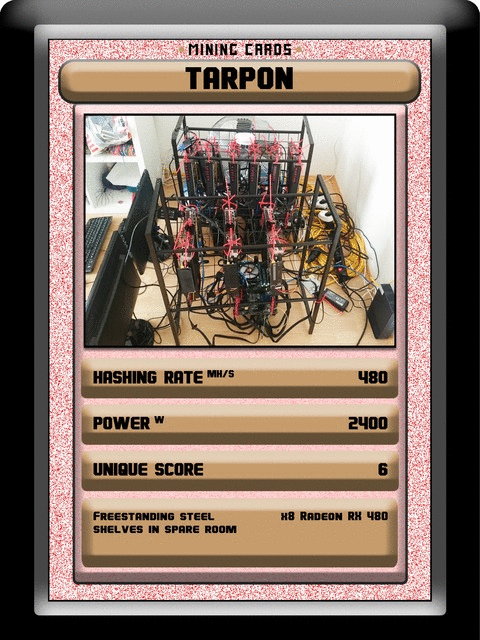 MINING CARDS
TARPON
HASHING RATE MH/S 480
POWER W 2400
UNIQUE SCORE 6
FREESTANDING STEEL x8 RADEON RX 480
SHELVES IN SPARE ROOM